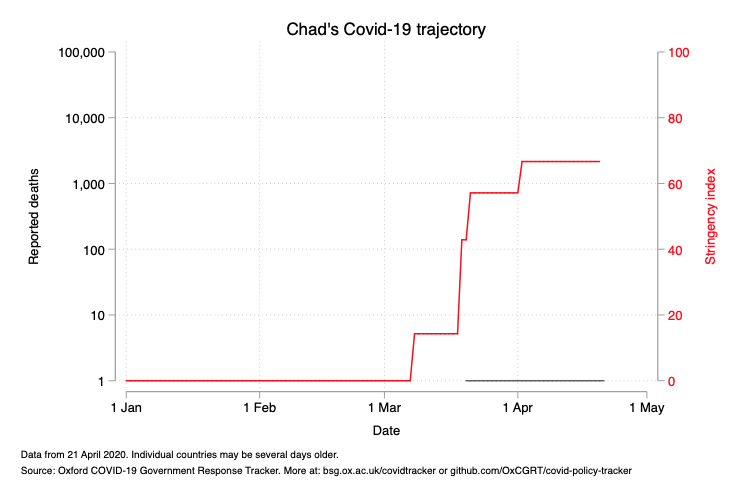 Chad's Covid-19 trajectory
100,000
10,000
1,000
100
10
1
Reported deaths
100
80
60
40
20
0
Stringency index
1 Jan 1 Feb 1 Mar 1 Apr 1 May
Date
Data from 21 April 2020. Individual countries may be several days older.
Source: Oxford COVID-19 Government Response Tracker. More at: bsg.ox.ac.uk/covidtracker or github.com/OxCGRT/covid-policy-tracker